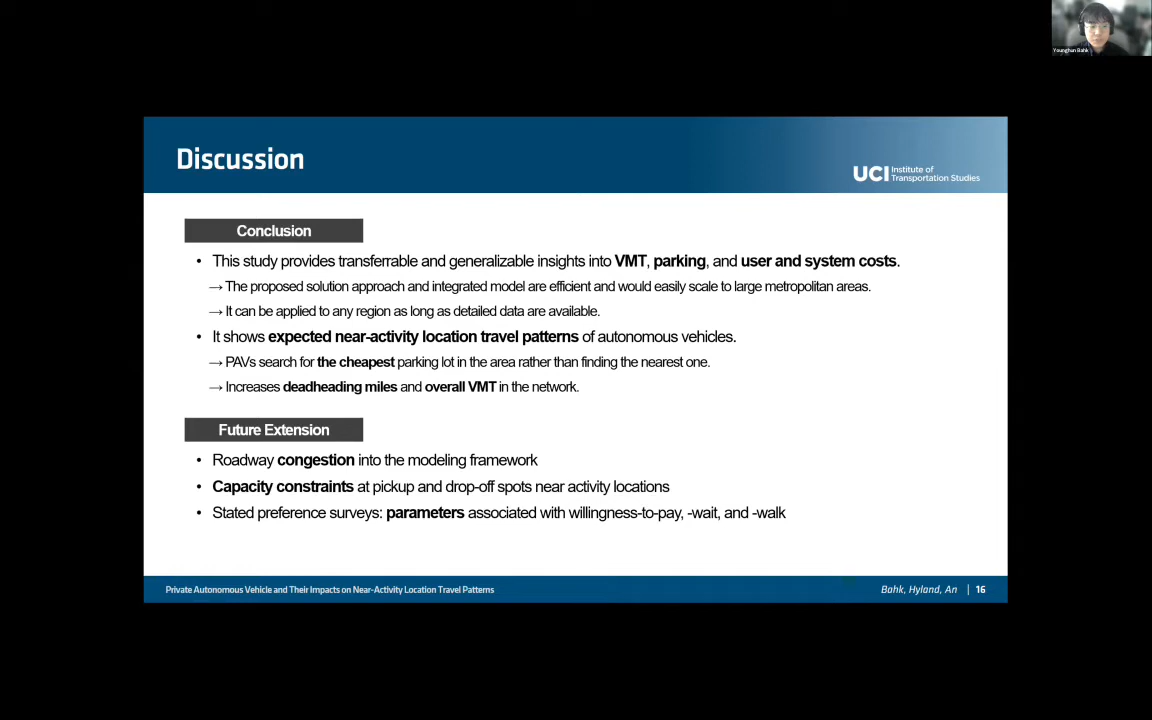 Younghun Bahk
Discussion
UCI Institute of
Transportation Studies
Conclusion
• This study provides transferrable and generalizable insights into VMT, parking, and user and system costs.
→ The proposed solution approach and integrated model are efficient and would easily scale to large metropolitan areas.
→ It can be applied to any region as long as detailed data are available.
• It shows expected near-activity location travel patterns of autonomous vehicles.
→ PAVs search for the cheapest parking lot in the area rather than finding the nearest one.
→ Increases deadheading miles and overall VMT in the network.
Future Extension
• Roadway congestion into the modeling framework
• Capacity constraints at pickup and drop-off spots near activity locations
• Stated preference surveys: parameters associated with willingness-to-pay, -wait, and -walk
Private Autonomous Vehicle and Their Impacts on Near-Activity Location Travel Patterns
Bahk, Hyland, An | 16